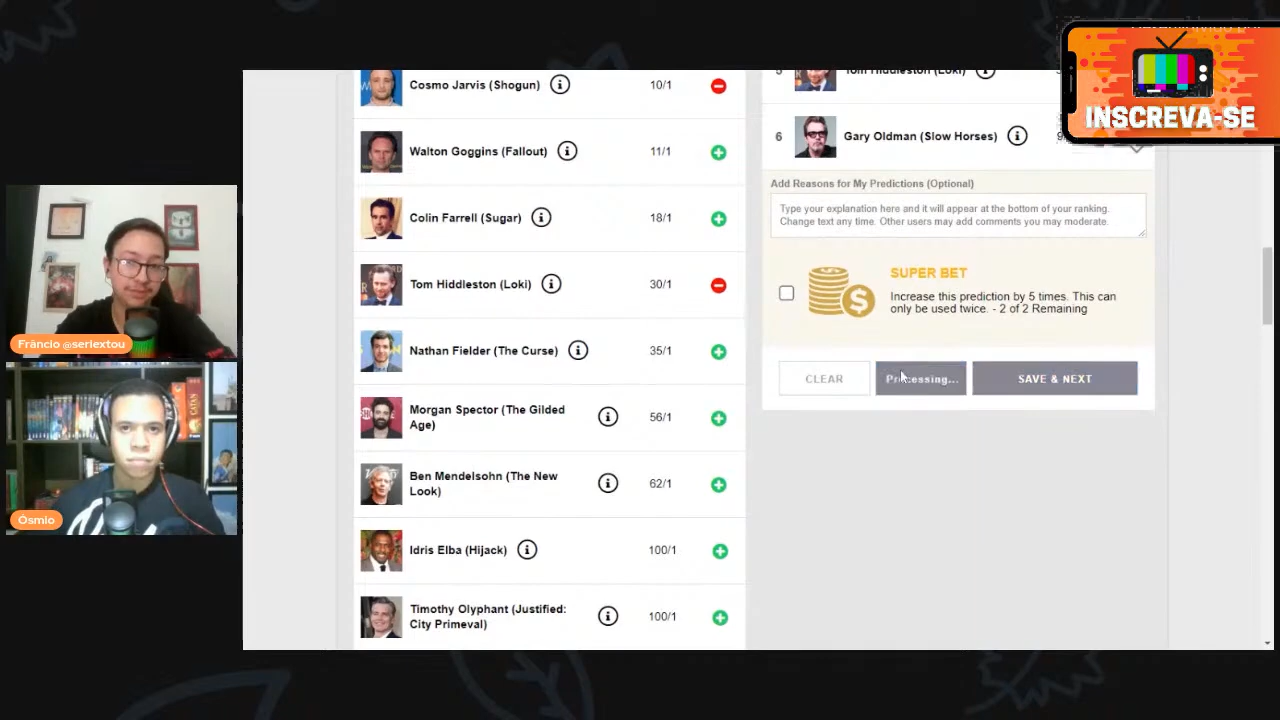 INSCREVA-SE
Cosmo Jarvis (Shogun) 10/1
Walton Goggins (Fallout) 11/1
Colin Farrell (Sugar) 18/1
Tom Hiddleston (Loki) 30/1
Nathan Fielder (The Curse) 35/1
Morgan Spector (The Gilded
Age) 56/1
Ben Mendelsohn (The New
Look) 62/1
Idris Elba (Hijack) 100/1
Timothy Olyphant (Justified:
City Primeval) 100/1
5 Tom Hiddleston (Loki)
6 Gary Oldman (Slow Horses)
Add Reasons for My Predictions (Optional)
Type your explanation here and it will appear at the bottom of your ranking.
Change text any time. Other users may add comments you may moderate.
SUPER BET
Increase this prediction by 5 times. This can
only be used twice. - 2 of 2 Remaining
CLEAR Processing... SAVE & NEXT
Frâncio @seriextou
Ósmio